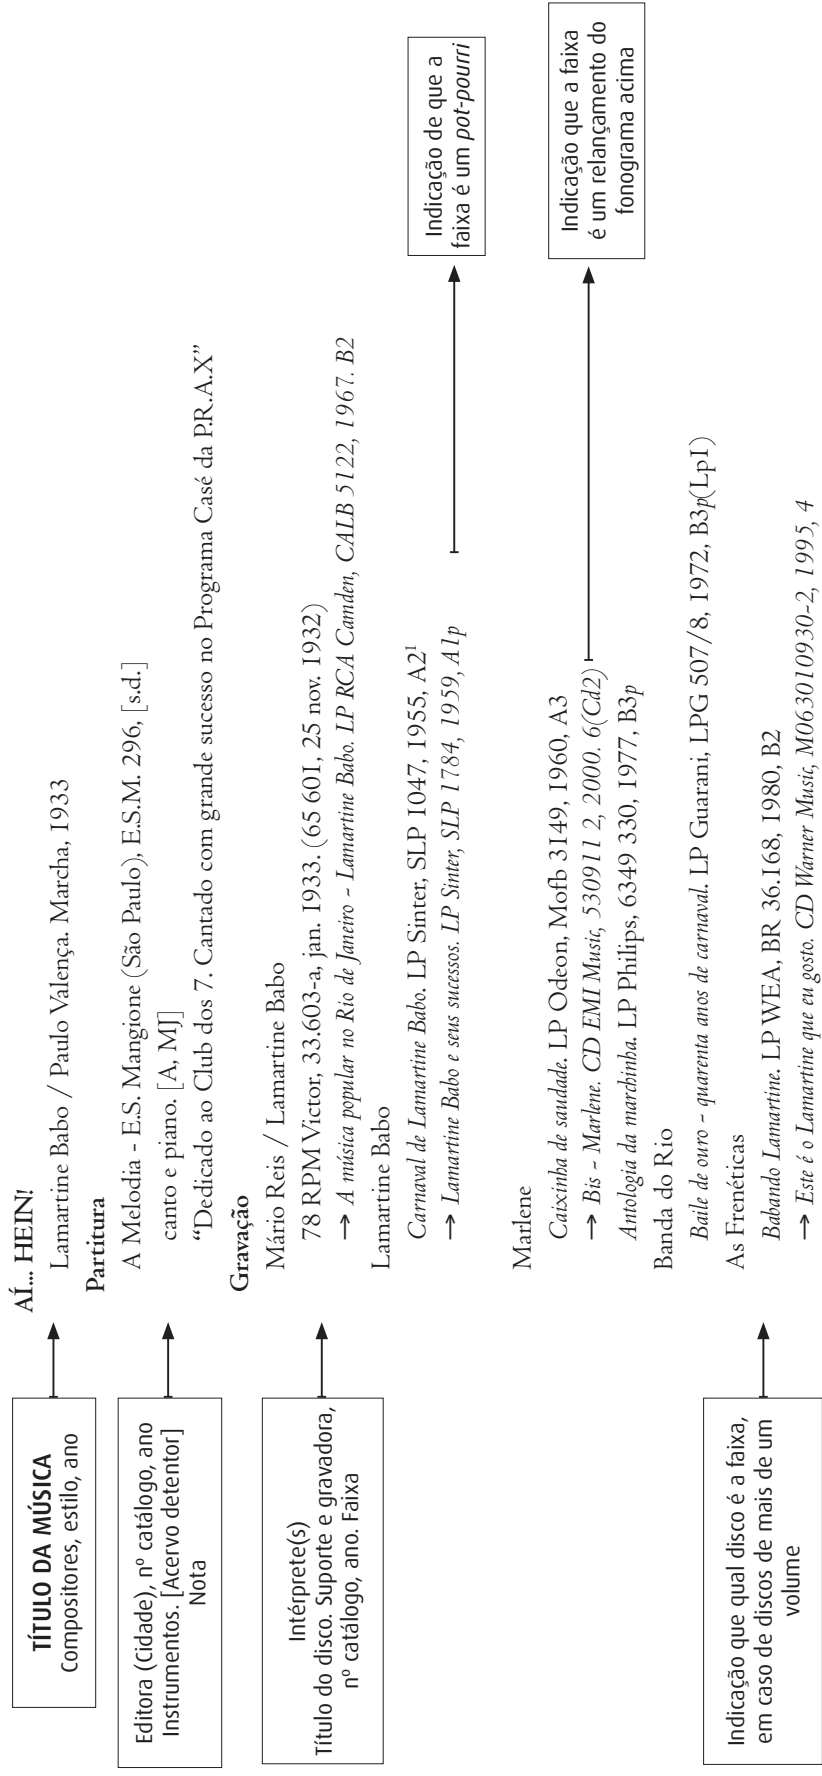 TÍTULO DA MÚSICA
Compositores, estilo, ano
Editora (Cidade), nº catálogo, ano
Instrumentos. [Acervo detentor]
Nota
Intérprete(s)
Título do disco. Suporte e gravadora,
nº catálogo, ano. Faixa
Indicação que qual disco é a faixa,
em caso de discos de mais de um
volume
AÍ... HEIN!
Lamartine Babo / Paulo Valença. Marcha, 1933
Partitura
A Melodia - E.S. Mangione (São Paulo), E.S.M. 296, [s.d.]
canto e piano. [A, MJ]
“Dedicado ao Club dos 7. Cantado com grande sucesso no Programa Casé da P.R.A.X”
Gravação
Mário Reis / Lamartine Babo
78 RPM Victor, 33.603-a, jan. 1933. (65 601, 25 nov. 1932)
→ A música popular no Rio de Janeiro - Lamartine Babo. LP RCA Camden, CALB 5122, 1967. B2
Lamartine Babo
Carnaval de Lamartine Babo. LP Sinter, SLP 1047, 1955, A2¹
→ Lamartine Babo e seus sucessos. LP Sinter, SLP 1784, 1959, A1p
Marlene
Caixinha de saudade. LP Odeon, Mofb 3149, 1960, A3
→ Bis - Marlene. CD EMI Music, 530911 2, 2000. 6(Cd2)
Antologia da marchinha. LP Philips, 6349 330, 1977, B3p
Banda do Rio
Baile de ouro - quarenta anos de carnaval. LP Guarani, LPG 507/8, 1972, B3p(Lp1)
As Frenéticas
Babando Lamartine. LP WEA, BR 36.168, 1980, B2
→ Este é o Lamartine que eu gosto. CD Warner Music, M063010930-2, 1995, 4
Indicação de que a
faixa é um pot-pourri
Indicação que a faixa
é um relançamento do
fonograma acima